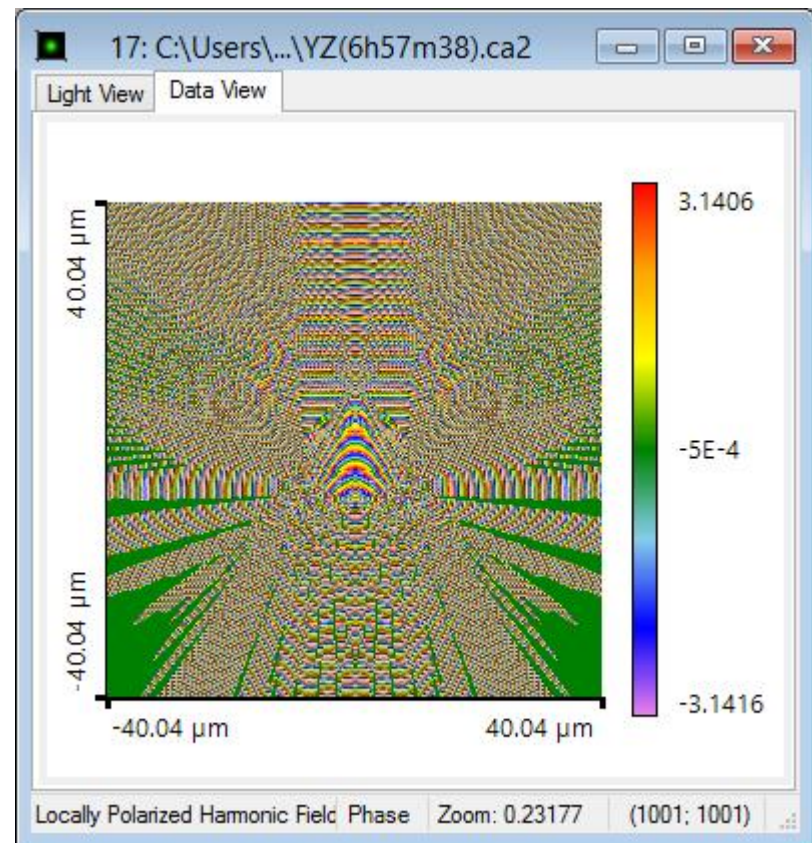 17: C:\Users\...\YZ(6h57m38).ca2
Light View Data View
40.04 µm
-40.04 µm
-40.04 µm 40.04 µm
3.1406
-5E-4
-3.1416
Locally Polarized Harmonic Field Phase Zoom: 0.23177 (1001; 1001)